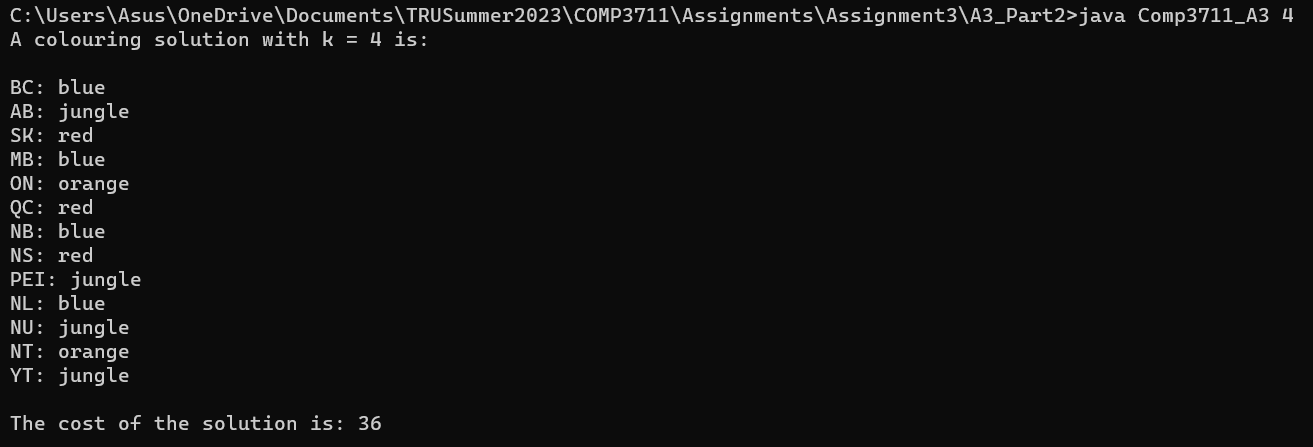 C:\Users\Asus\OneDrive\Documents\TRUSummer2023\COMP3711\Assignments\Assignment3\A3_Part2>java Comp3711_A3 4
A colouring solution with k = 4 is:
BC: blue
AB: jungle
SK: red
MB: blue
ON: orange
QC: red
NB: blue
NS: red
PEI: jungle
NL: blue
NU: jungle
NT: orange
YT: jungle
The cost of the solution is: 36